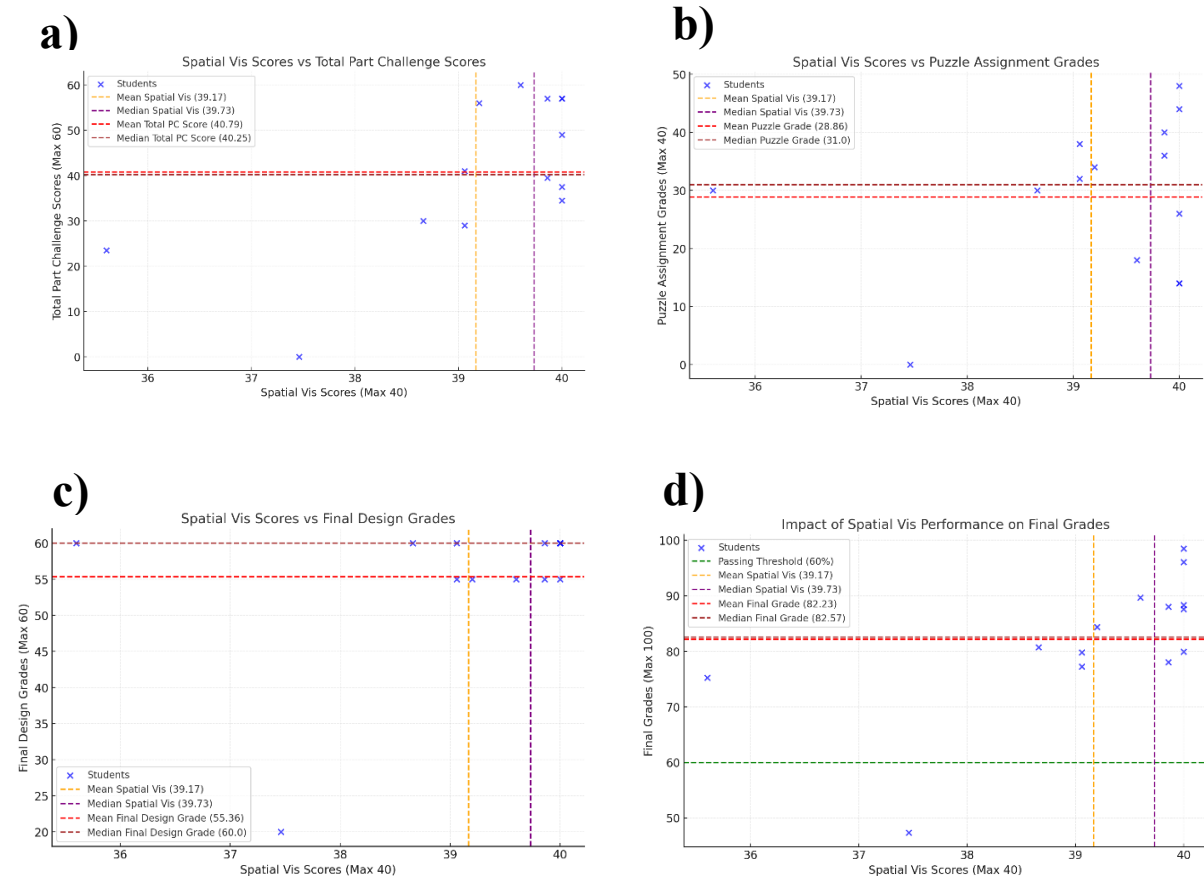 a)
Spatial Vis Scores vs Total Part Challenge Scores
Students
Mean Spatial Vis (39.17)
Median Spatial Vis (39.73)
Mean Total PC Score (40.79)
Median Total PC Score (40.25)
Total Part Challenge Scores (Max 60)
60
50
40
30
20
10
0
36
37
38
39
40
Spatial Vis Scores (Max 40)
b)
Spatial Vis Scores vs Puzzle Assignment Grades
Students
Mean Spatial Vis (39.17)
Median Spatial Vis (39.73)
Mean Puzzle Grade (28.86)
Median Puzzle Grade (31.0)
Puzzle Assignment Grades (Max 40)
50
40
30
20
10
0
36
37
38
39
40
Spatial Vis Scores (Max 40)
c)
Spatial Vis Scores vs Final Design Grades
Final Design Grades (Max 60)
60
55
50
45
40
35
30
25
20
Students
Mean Spatial Vis (39.17)
Median Spatial Vis (39.73)
Mean Final Design Grade (55.36)
Median Final Design Grade (60.0)
36
37
38
39
40
Spatial Vis Scores (Max 40)
d)
Impact of Spatial Vis Performance on Final Grades
Students
Passing Threshold (60%)
Mean Spatial Vis (39.17)
Median Spatial Vis (39.73)
Mean Final Grade (82.23)
Median Final Grade (82.57)
Final Grades (Max 100)
100
90
80
70
60
50
36
37
38
39
40
Spatial Vis Scores (Max 40)